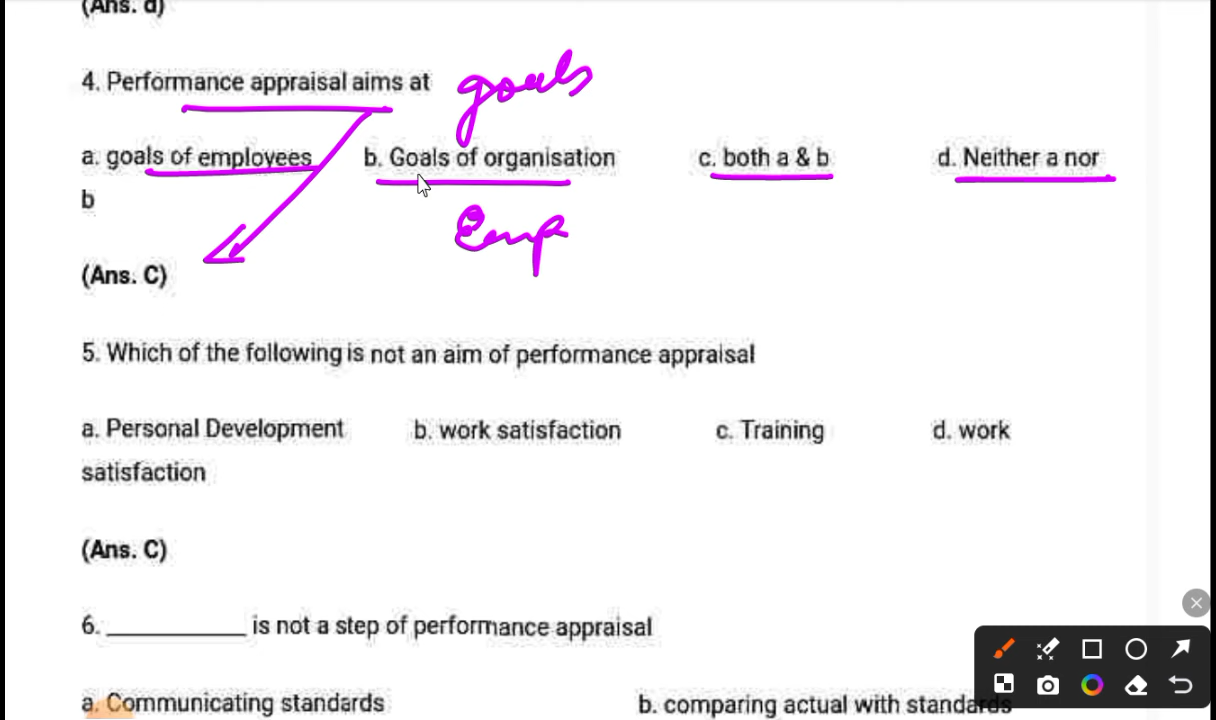 (Ans. d)
4. Performance appraisal aims at goals
a. goals of employees b. Goals of organisation c. both a & b d. Neither a nor
b
Emp
(Ans. C)
5. Which of the following is not an aim of performance appraisal
a. Personal Development b. work satisfaction c. Training d. work
satisfaction
(Ans. C)
6. __________ is not a step of performance appraisal
a. Communicating standards b. comparing actual with standards